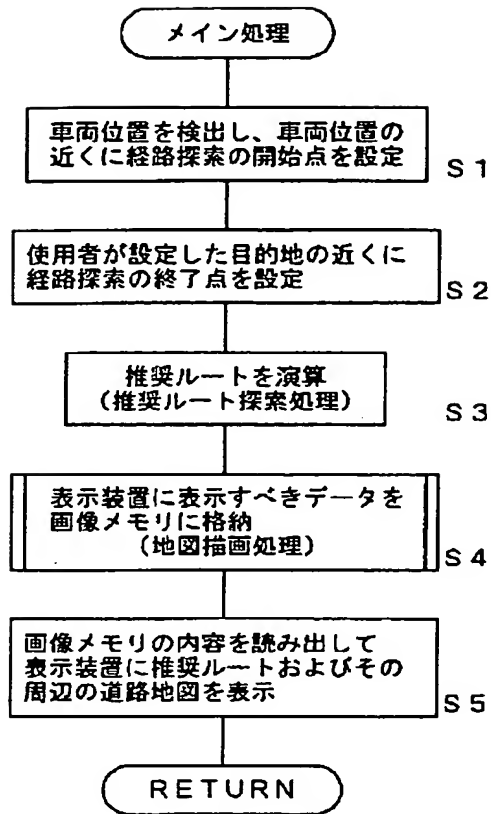 メイン処理
車両位置を検出し、車両位置の
近くに経路探索の開始点を設定
S1
使用者が設定した目的地の近くに
経路探索の終了点を設定
S2
推奨ルートを演算
(推奨ルート探索処理)
S3
表示装置に表示すべきデータを
画像メモリに格納
(地図描画処理)
S4
画像メモリの内容を読み出して
表示装置に推奨ルートおよびその
周辺の道路地図を表示
S5
RETURN